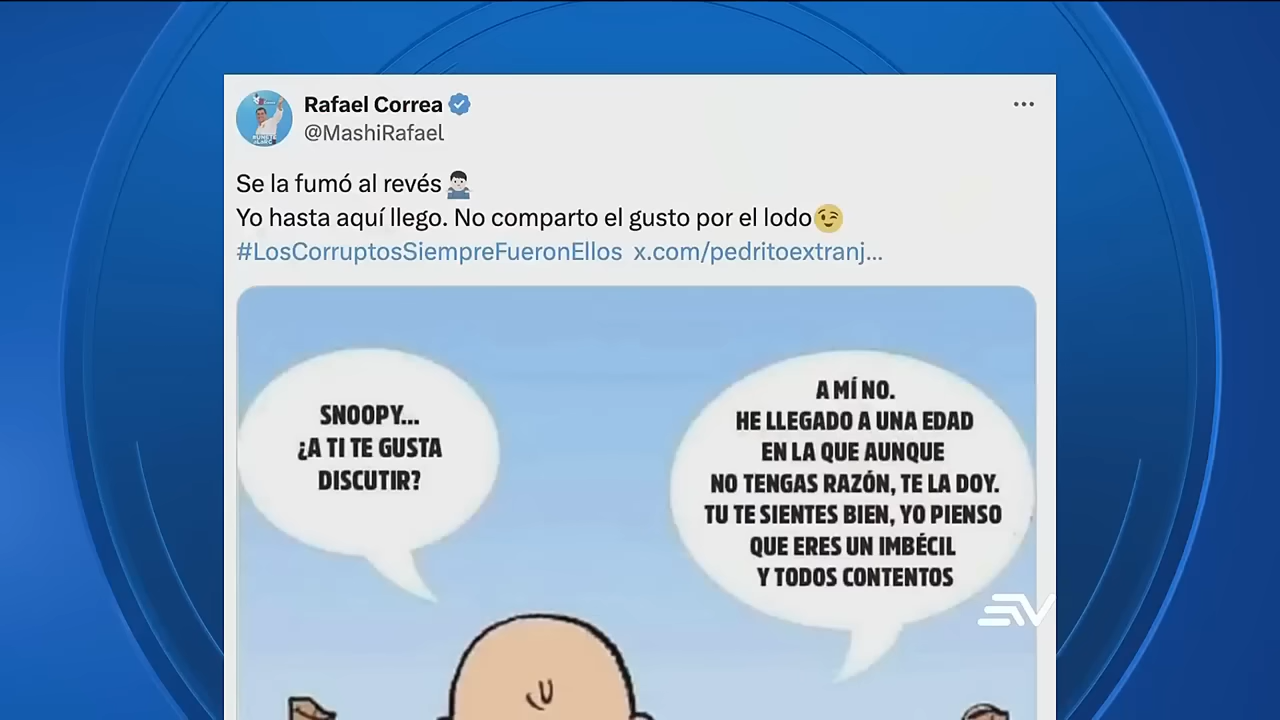 Rafael Correa
@MashiRafael
Se la fumó al revés🤷🏻‍♂️
Yo hasta aquí llego. No comparto el gusto por el lodo😉
#LosCorruptosSiempreFueronEllos x.com/pedritoextranj...
SNOOPY...
¿A TI TE GUSTA
DISCUTIR?
A MÍ NO.
HE LLEGADO A UNA EDAD
EN LA QUE AUNQUE
NO TENGAS RAZÓN, TE LA DOY.
TU TE SIENTES BIEN, YO PIENSO
QUE ERES UN IMBÉCIL
Y TODOS CONTENTOS